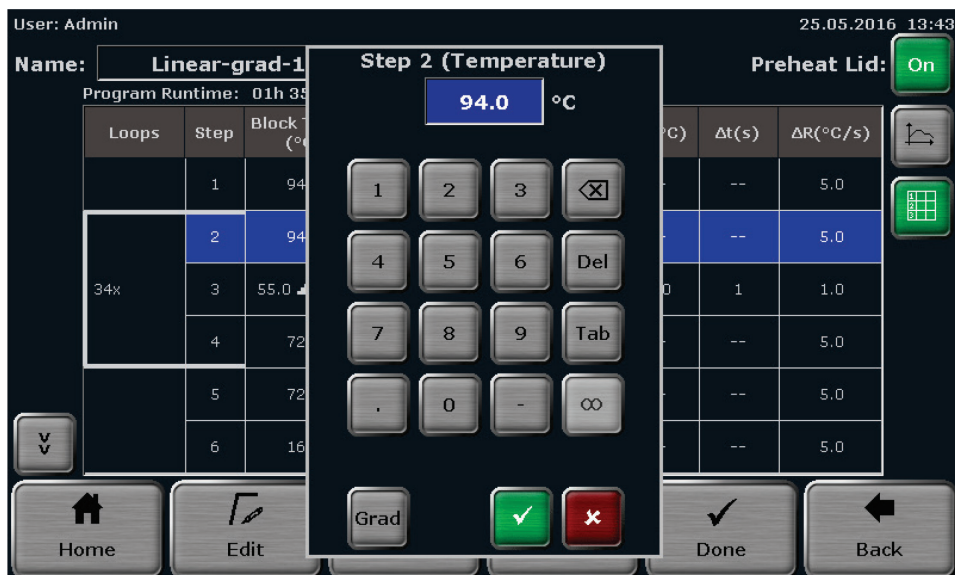 User: Admin
25.05.2016 13:43
Name:
Linear-grad-1
Preheat Lid:
On
Program Runtime: 01h 35
Step 2 (Temperature)
94.0 °C
Loops Step Block °C) Δt(s) ΔR(°C/s)
1 94 -- 5.0
2 94 -- 5.0
34x 3 55.0 1 1.0
4 72 -- 5.0
5 72 -- 5.0
6 16 -- 5.0
1 2 3
4 5 6 Del
7 8 9 Tab
. 0 - ∞
Grad
Home Edit Done Back